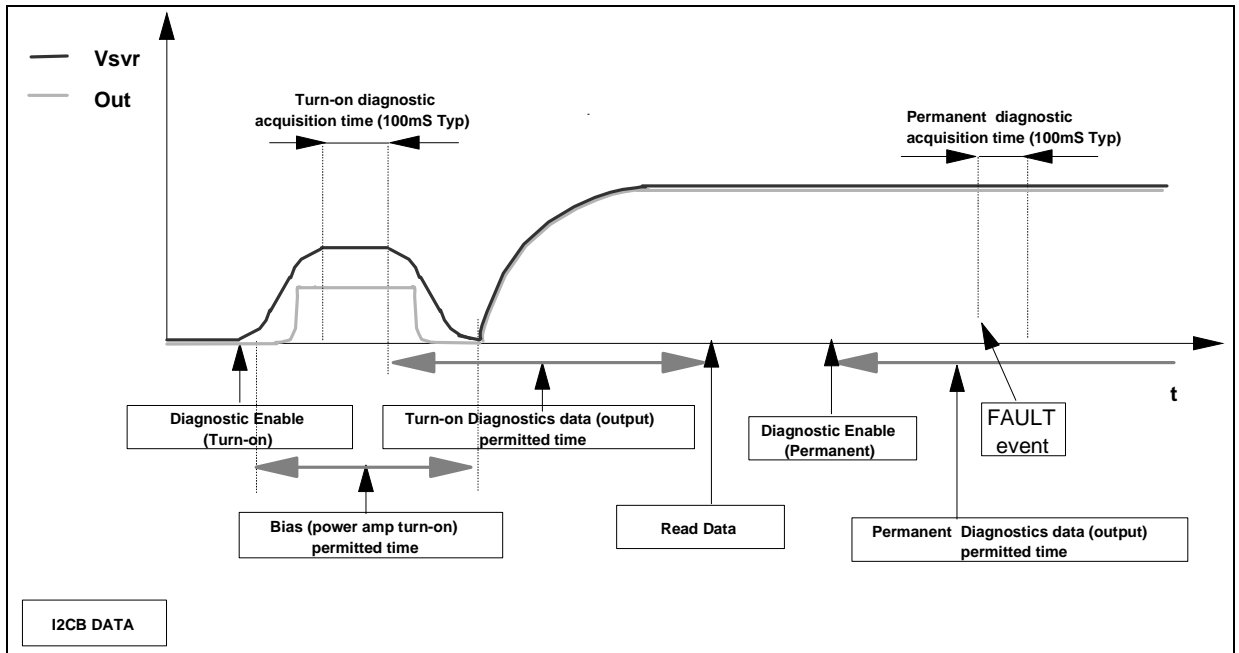 Vsvr
Out
Turn-on diagnostic
acquisition time (100mS Typ)
Permanent diagnostic
acquisition time (100mS Typ)
t
Diagnostic Enable
(Turn-on)
Turn-on Diagnostics data (output)
permitted time
Diagnostic Enable
(Permanent)
FAULT
event
Bias (power amp turn-on)
permitted time
Read Data
Permanent Diagnostics data (output)
permitted time
I2CB DATA